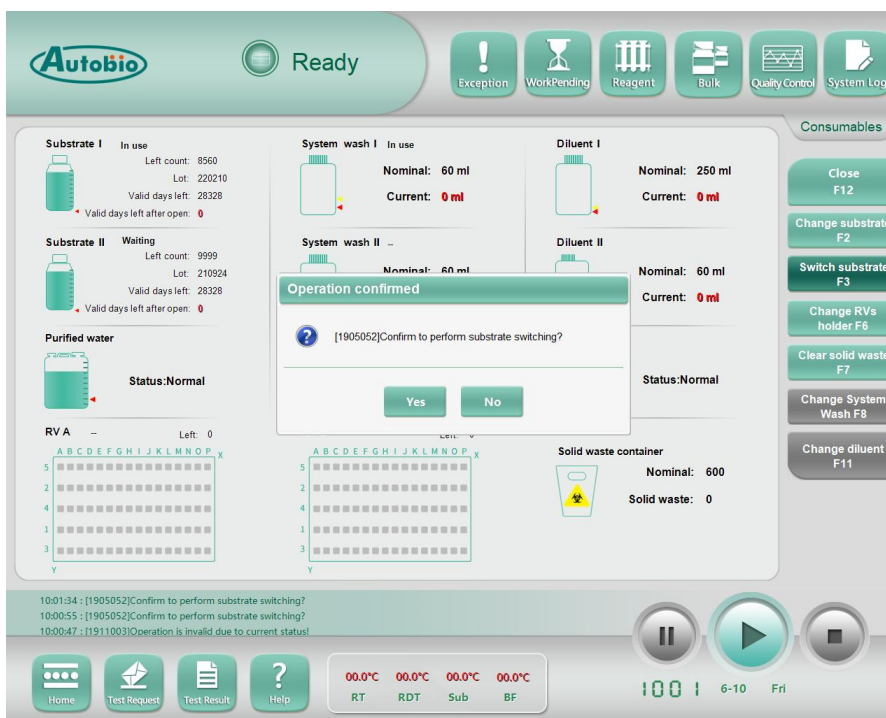 Autobio
Ready
Exception
WorkPending
Reagent
Bulk
Quality Control
System Log
Consumables
Substrate I In use
Left count: 8560
Lot: 220210
Valid days left: 28328
Valid days left after open: 0
System wash I In use
Nominal: 60 ml
Current: 0 ml
Diluent I
Nominal: 250 ml
Current: 0 ml
Close
F12
Change substrate
F2
Switch substrate
F3
Change RVs
holder F6
Clear solid waste
F7
Change System
Wash F8
Change diluent
F11
Substrate II Waiting
Left count: 9999
Lot: 210924
Valid days left: 28328
Valid days left after open: 0
System wash II --
Nominal: 60 ml
Diluent II
Nominal: 60 ml
Current: 0 ml
Operation confirmed
[1905052]Confirm to perform substrate switching?
Yes
No
Purified water
Status:Normal
Status:Normal
RV A -- Left: 0
A B C D E F G H I J K L M N O P X
5
2
4
1
3
Y
Left: 0
A B C D E F G H I J K L M N O P X
5
2
4
1
3
Y
Solid waste container
Nominal: 600
Solid waste: 0
10:01:34 : [1905052]Confirm to perform substrate switching?
10:00:55 : [1905052]Confirm to perform substrate switching?
10:00:47 : [1911003]Operation is invalid due to current status!
Home
Test Request
Test Result
Help
00.0°C 00.0°C 00.0°C 00.0°C
RT RDT Sub BF
1001 6-10 Fri